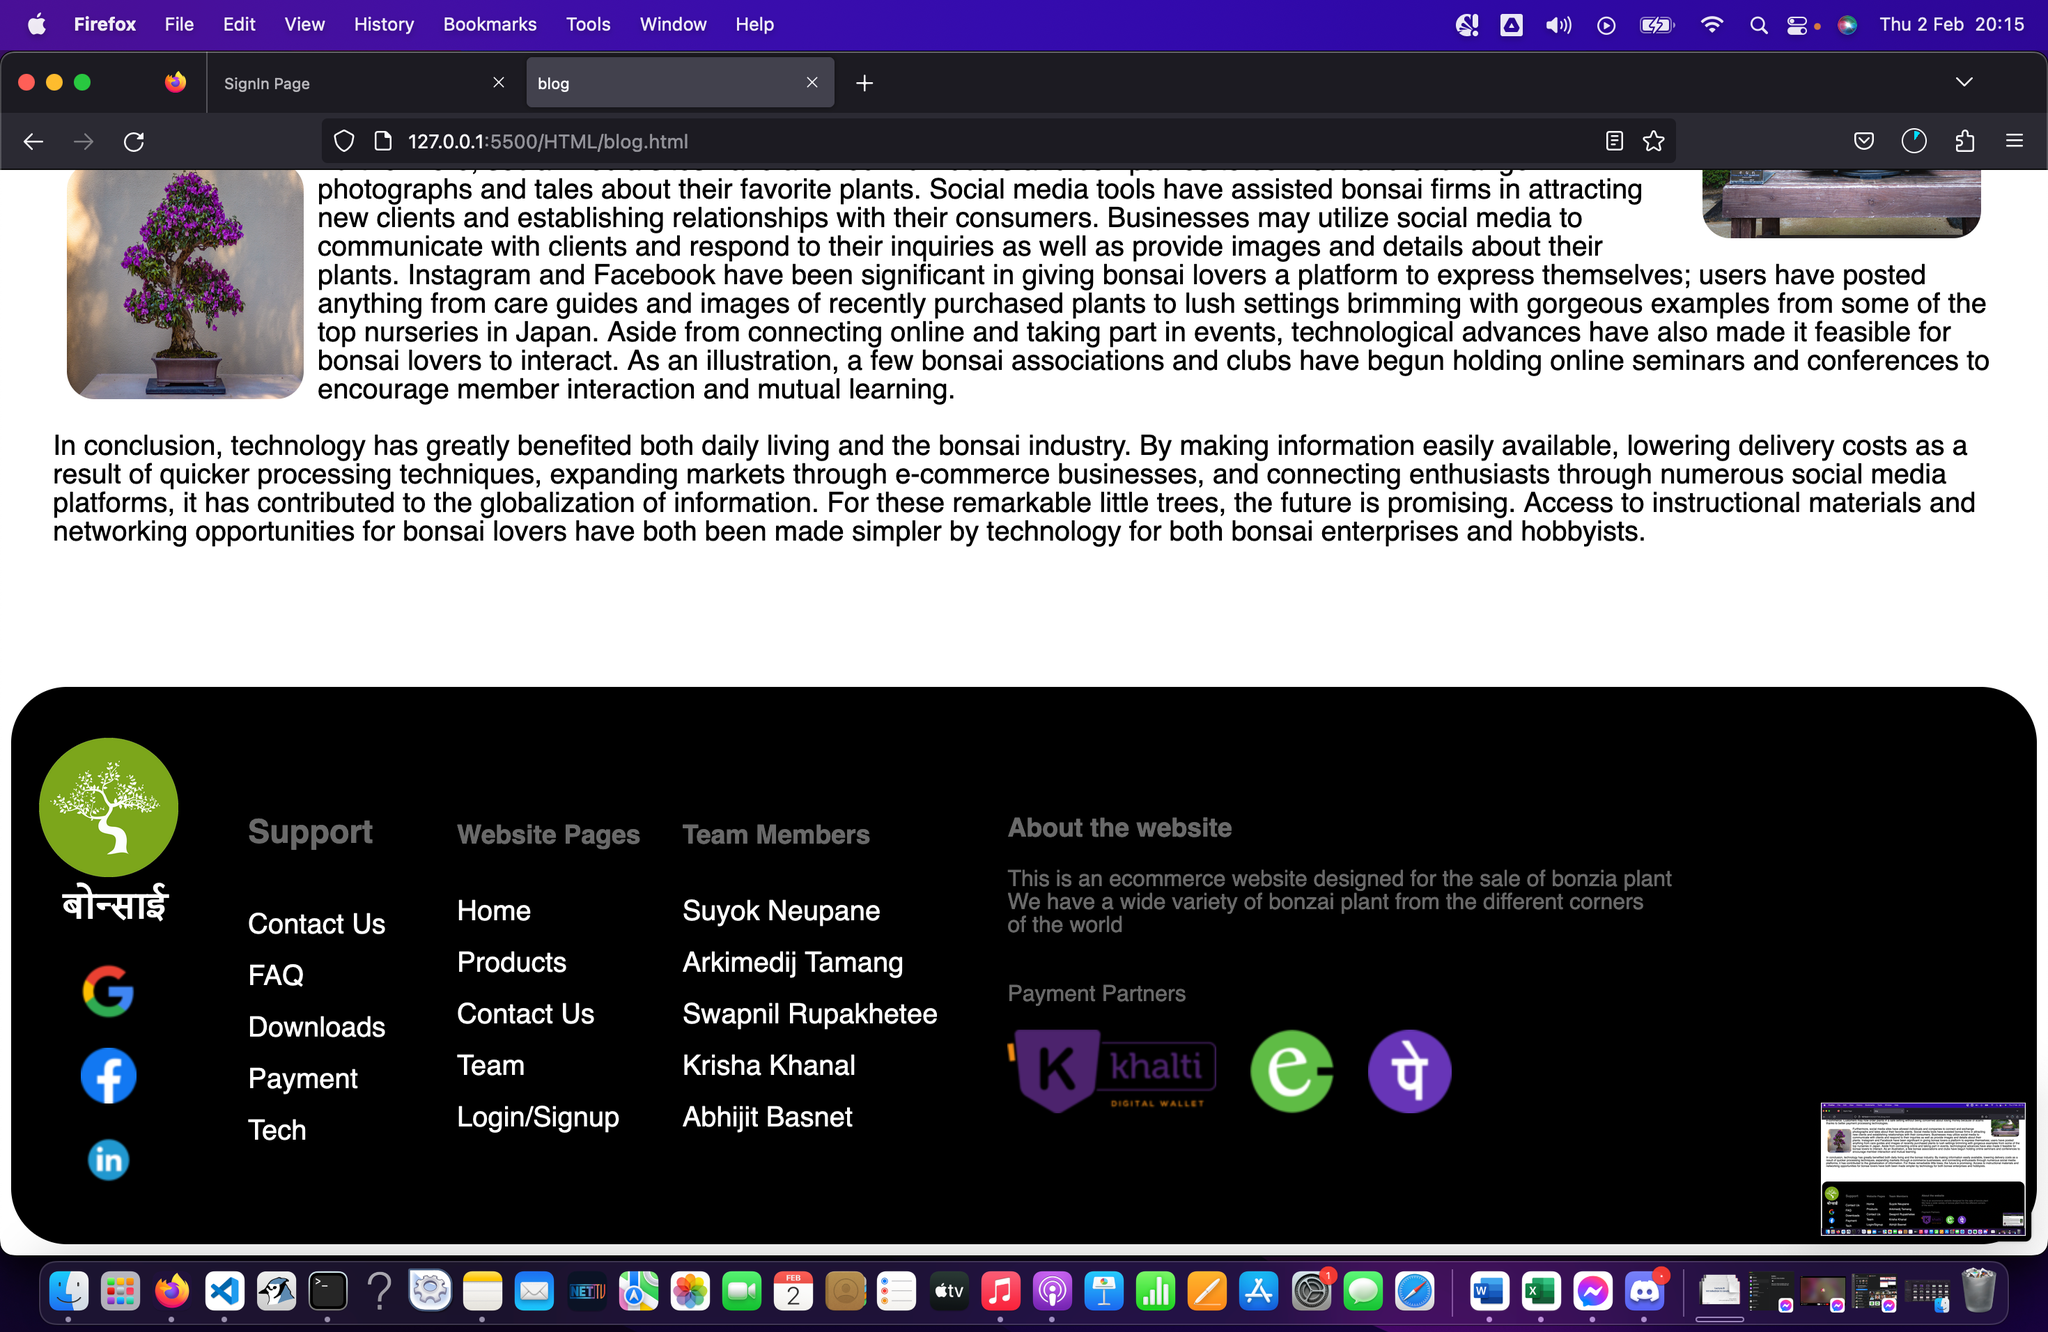 Firefox File Edit View History Bookmarks Tools Window Help Thu 2 Feb 20:15
SignIn Page blog
127.0.0.1:5500/HTML/blog.html
photographs and tales about their favorite plants. Social media tools have assisted bonsai firms in attracting
new clients and establishing relationships with their consumers. Businesses may utilize social media to
communicate with clients and respond to their inquiries as well as provide images and details about their
plants. Instagram and Facebook have been significant in giving bonsai lovers a platform to express themselves; users have posted
anything from care guides and images of recently purchased plants to lush settings brimming with gorgeous examples from some of the
top nurseries in Japan. Aside from connecting online and taking part in events, technological advances have also made it feasible for
bonsai lovers to interact. As an illustration, a few bonsai associations and clubs have begun holding online seminars and conferences to
encourage member interaction and mutual learning.
In conclusion, technology has greatly benefited both daily living and the bonsai industry. By making information easily available, lowering delivery costs as a
result of quicker processing techniques, expanding markets through e-commerce businesses, and connecting enthusiasts through numerous social media
platforms, it has contributed to the globalization of information. For these remarkable little trees, the future is promising. Access to instructional materials and
networking opportunities for bonsai lovers have both been made simpler by technology for both bonsai enterprises and hobbyists.
बोन्साई
Support
Contact Us
FAQ
Downloads
Payment
Tech
Website Pages
Home
Products
Contact Us
Team
Login/Signup
Team Members
Suyok Neupane
Arkimedij Tamang
Swapnil Rupakhetee
Krisha Khanal
Abhijit Basnet
About the website
This is an ecommerce website designed for the sale of bonzia plant
We have a wide variety of bonzai plant from the different corners
of the world
Payment Partners
K khalti
DIGITAL WALLET
e
पे
in
NETTV
FEB
2
tv
1